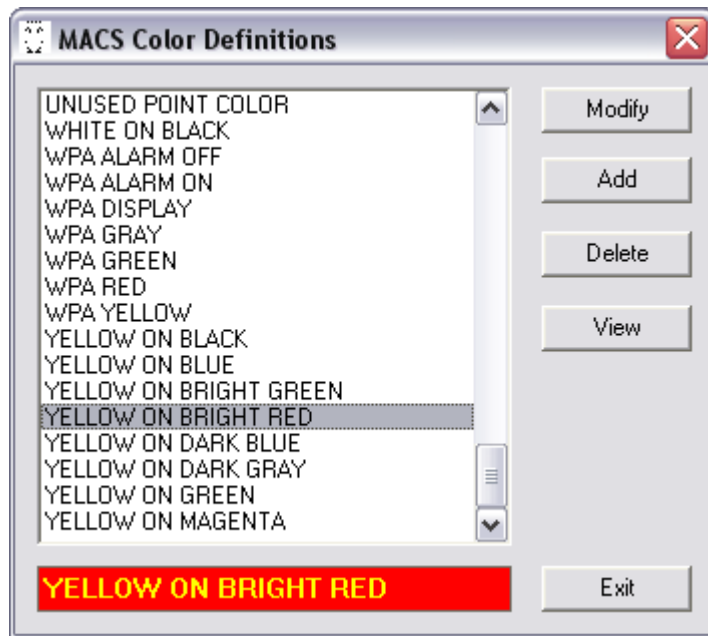 MACS Color Definitions
UNUSED POINT COLOR
WHITE ON BLACK
WPA ALARM OFF
WPA ALARM ON
WPA DISPLAY
WPA GRAY
WPA GREEN
WPA RED
WPA YELLOW
YELLOW ON BLACK
YELLOW ON BLUE
YELLOW ON BRIGHT GREEN
YELLOW ON BRIGHT RED
YELLOW ON DARK BLUE
YELLOW ON DARK GRAY
YELLOW ON GREEN
YELLOW ON MAGENTA
Modify
Add
Delete
View
YELLOW ON BRIGHT RED
Exit